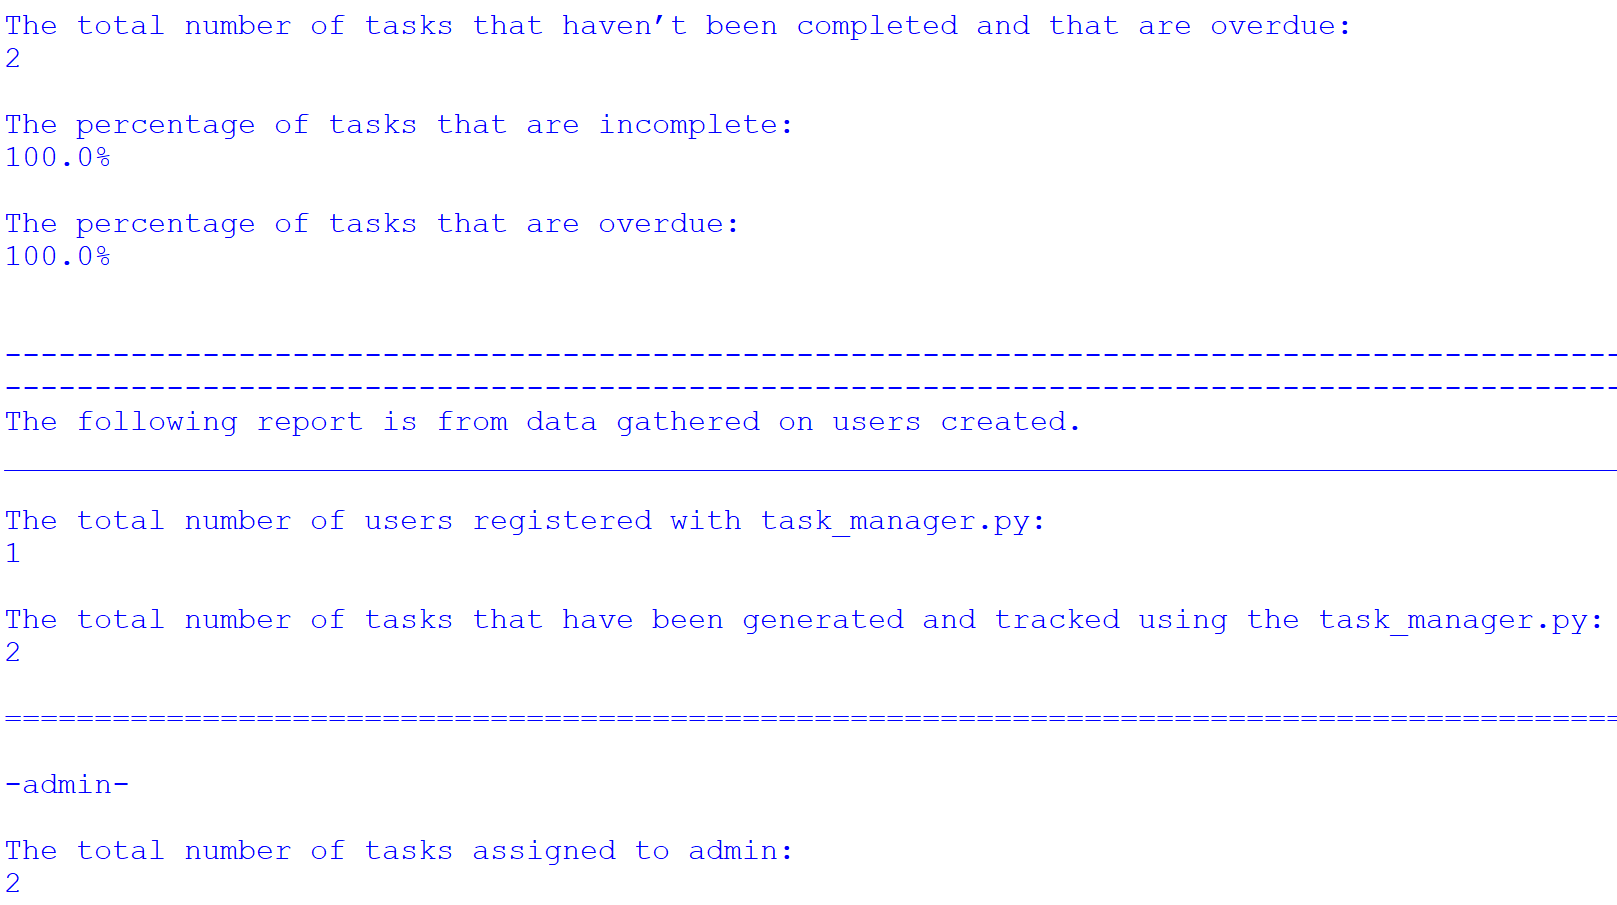 The total number of tasks that haven't been completed and that are overdue:
2
The percentage of tasks that are incomplete:
100.0%
The percentage of tasks that are overdue:
100.0%
------------------------------------------------------------------------------------------
------------------------------------------------------------------------------------------
The following report is from data gathered on users created.
__________________________________________________________________________________________
The total number of users registered with task_manager.py:
1
The total number of tasks that have been generated and tracked using the task_manager.py:
2
==========================================================================================
-admin-
The total number of tasks assigned to admin:
2